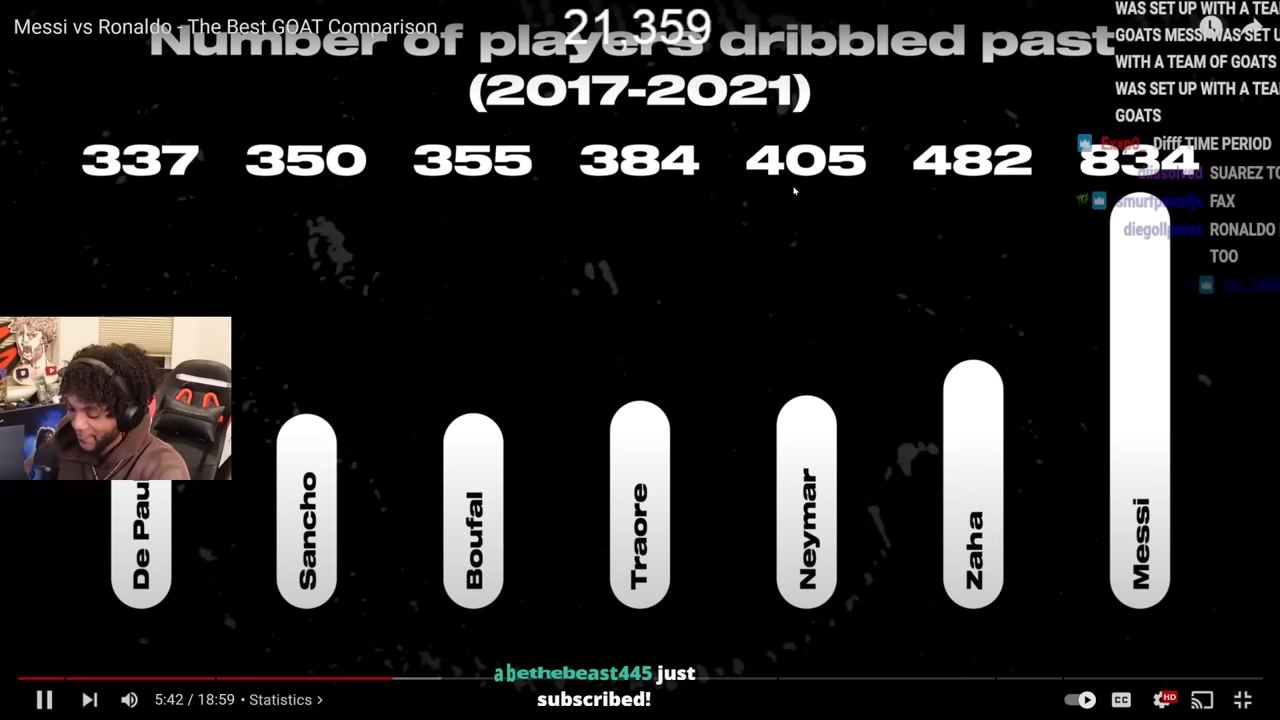 Messi vs Ronaldo - The Best GOAT Comparison
21,359
Number of players dribbled past
(2017-2021)
337 350 355 384 405 482 834
De Pau
Sancho
Boufal
Traore
Neymar
Zaha
Messi
WAS SET UP WITH A TEA
GOATS MESSI WAS SET U
WITH A TEAM OF GOATS
WAS SET UP WITH A TEA
GOATS
Difff TIME PERIOD
SUAREZ TO
FAX
RONALDO
TOO
abethebeast445 just
subscribed!
5:42 / 18:59 • Statistics >
CC
HD